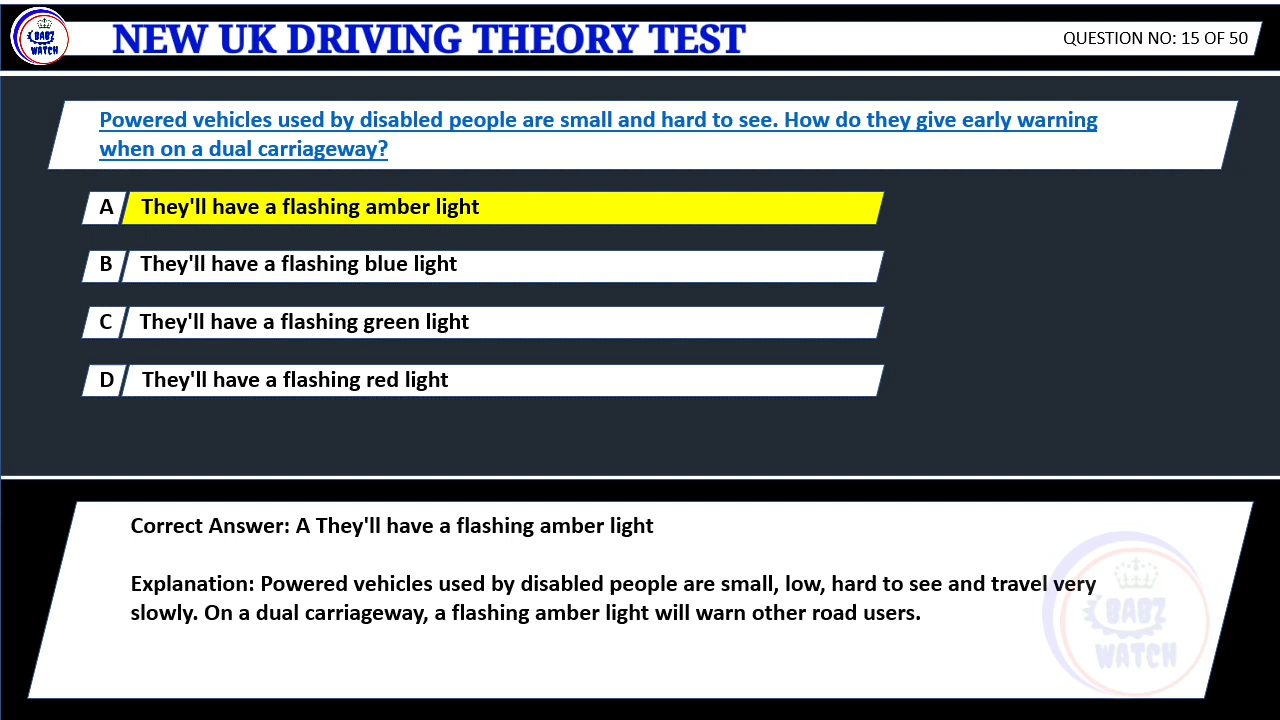 BABZ
WATCH
NEW UK DRIVING THEORY TEST
QUESTION NO: 15 OF 50
Powered vehicles used by disabled people are small and hard to see. How do they give early warning
when on a dual carriageway?
A They'll have a flashing amber light
B They'll have a flashing blue light
C They'll have a flashing green light
D They'll have a flashing red light
Correct Answer: A They'll have a flashing amber light
Explanation: Powered vehicles used by disabled people are small, low, hard to see and travel very
slowly. On a dual carriageway, a flashing amber light will warn other road users.
BABZ
WATCH